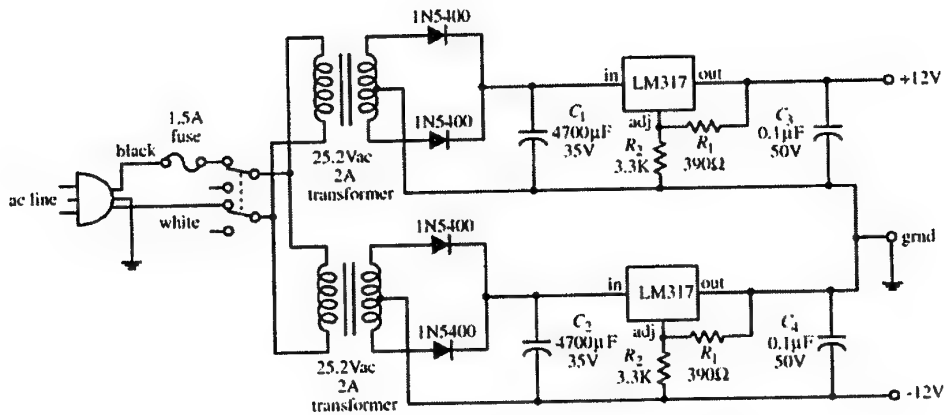 1N5400
1N5400
1.5A
fuse
black
ac line
white
25.2Vac
2A
transformer
in
LM317
out
adj
C1
4700μF
35V
R2
3.3K
R1
390Ω
C3
0.1μF
50V
+12V
grnd
1N5400
1N5400
25.2Vac
2A
transformer
in
LM317
out
adj
C2
4700μF
35V
R2
3.3K
R1
390Ω
C4
0.1μF
50V
-12V